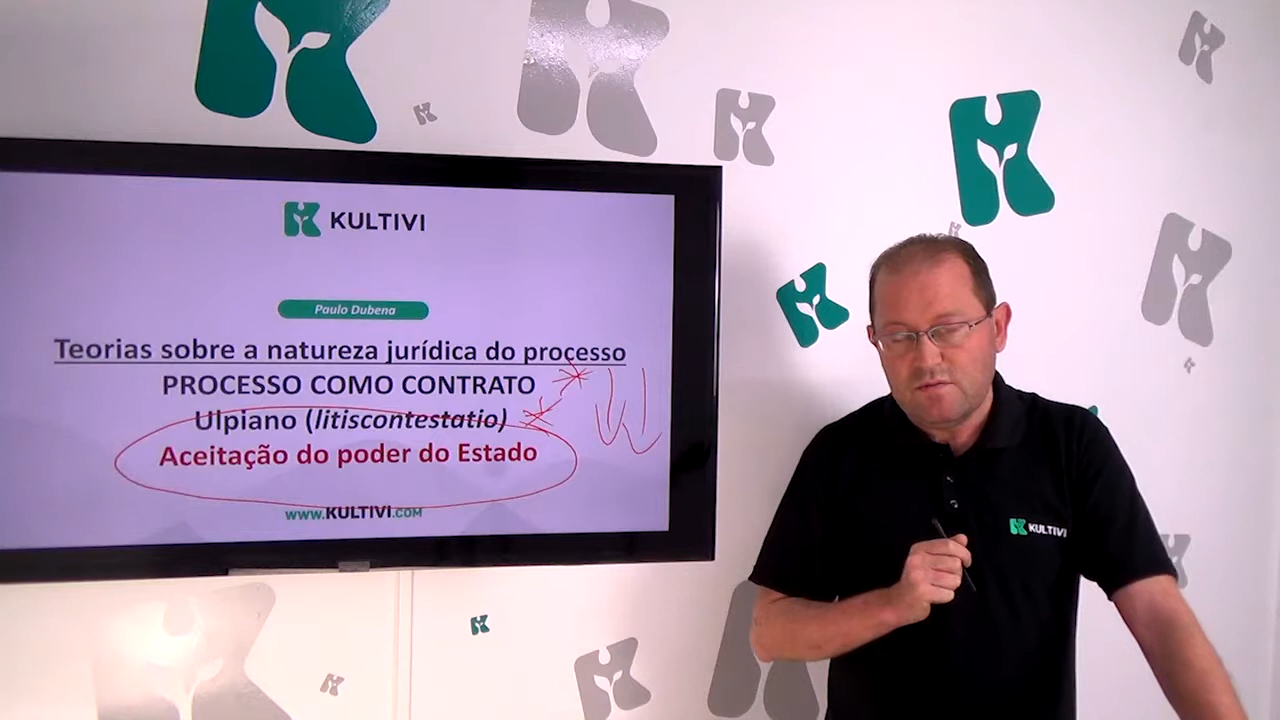 KULTIVI
Paulo Dubena
Teorias sobre a natureza jurídica do processo
PROCESSO COMO CONTRATO
Ulpiano (litiscontestatio)
Aceitação do poder do Estado
www.KULTIVI.COM
KULTIVI